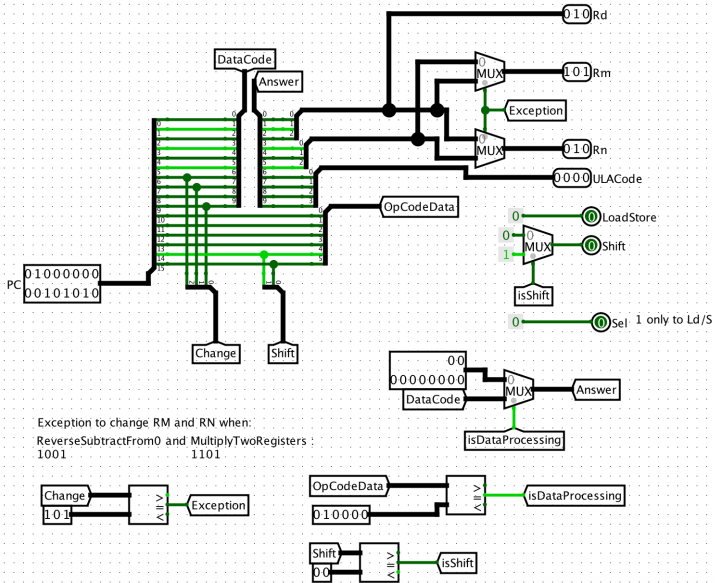 010 Rd
DataCode
Answer
0
MUX
101 Rm
Exception
MUX
010 Rn
0000 ULACode
OpCodeData
0 LoadStore
0 0
MUX
Shift
1
PC
01000000
00101010
isShift
0 Sel 1 only to Ld/S
Change
Shift
00
00000000
0
MUX
Answer
DataCode
isDataProcessing
Exception to change RM and RN when:
ReverseSubtractFrom0 and MultiplyTwoRegisters :
1001 1101
Change
101
>
=
<
Exception
OpCodeData
010000
>
=
<
isDataProcessing
Shift
00
>
=
<
isShift